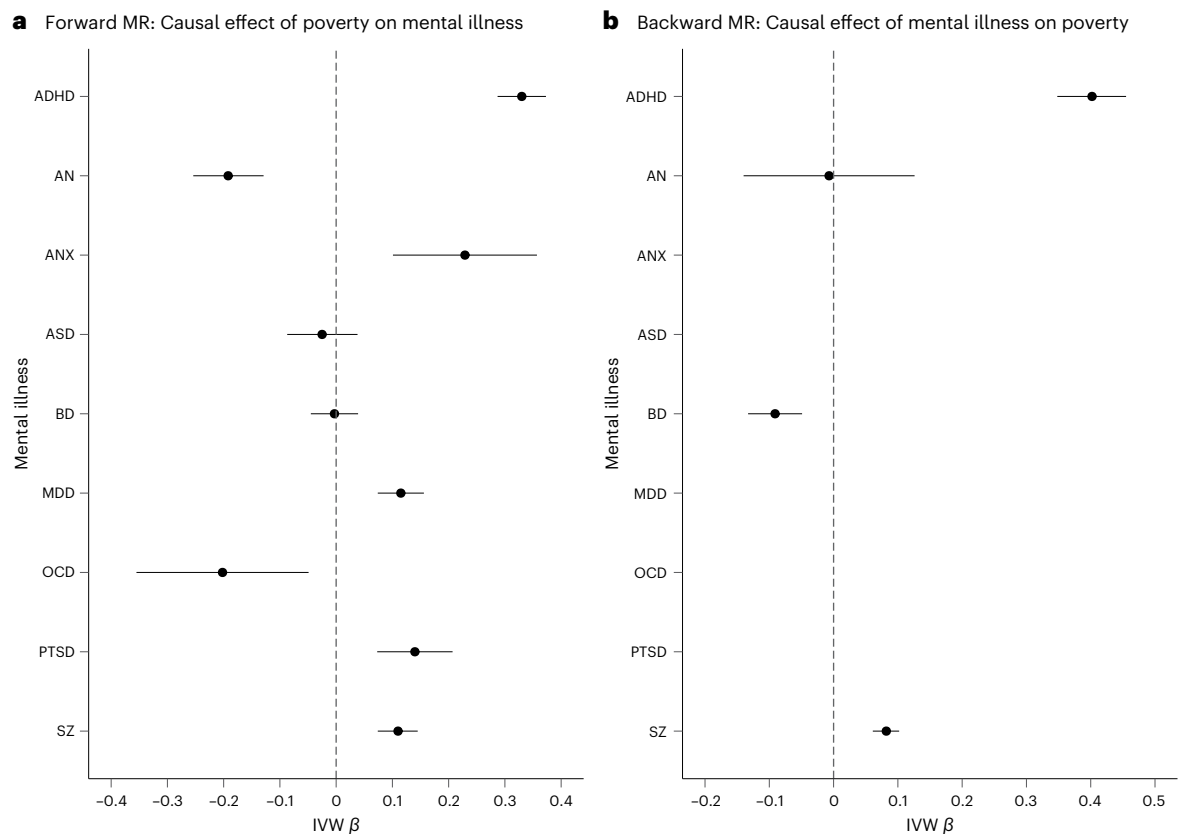 a Forward MR: Causal effect of poverty on mental illness
Mental illness
ADHD
AN
ANX
ASD
BD
MDD
OCD
PTSD
SZ
−0.4 −0.3 −0.2 −0.1 0 0.1 0.2 0.3 0.4
IVW β
b Backward MR: Causal effect of mental illness on poverty
Mental illness
ADHD
AN
ANX
ASD
BD
MDD
OCD
PTSD
SZ
−0.2 −0.1 0 0.1 0.2 0.3 0.4 0.5
IVW β